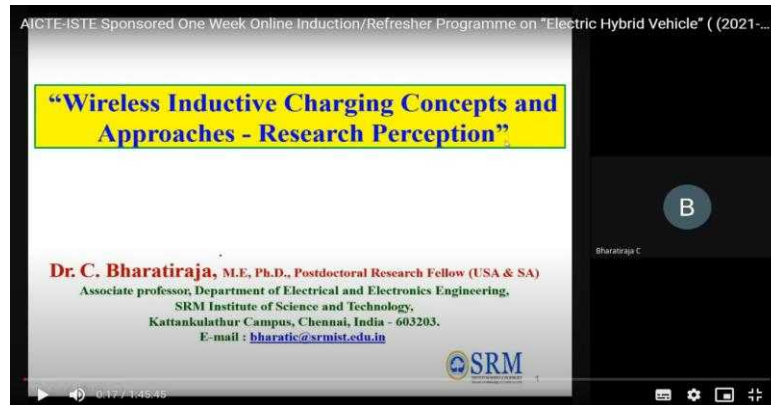 AICTE-ISTE Sponsored One Week Online Induction/Refresher Programme on "Electric Hybrid Vehicle" ( (2021-...
“Wireless Inductive Charging Concepts and
Approaches - Research Perception”
B
Bharatiraja C
Dr. C. Bharatiraja, M.E, Ph.D., Postdoctoral Research Fellow (USA & SA)
Associate professor, Department of Electrical and Electronics Engineering,
SRM Institute of Science and Technology,
Kattankulathur Campus, Chennai, India - 603203.
E-mail : bharatic@srmist.edu.in
SRM
1
0:17 / 1:45:45